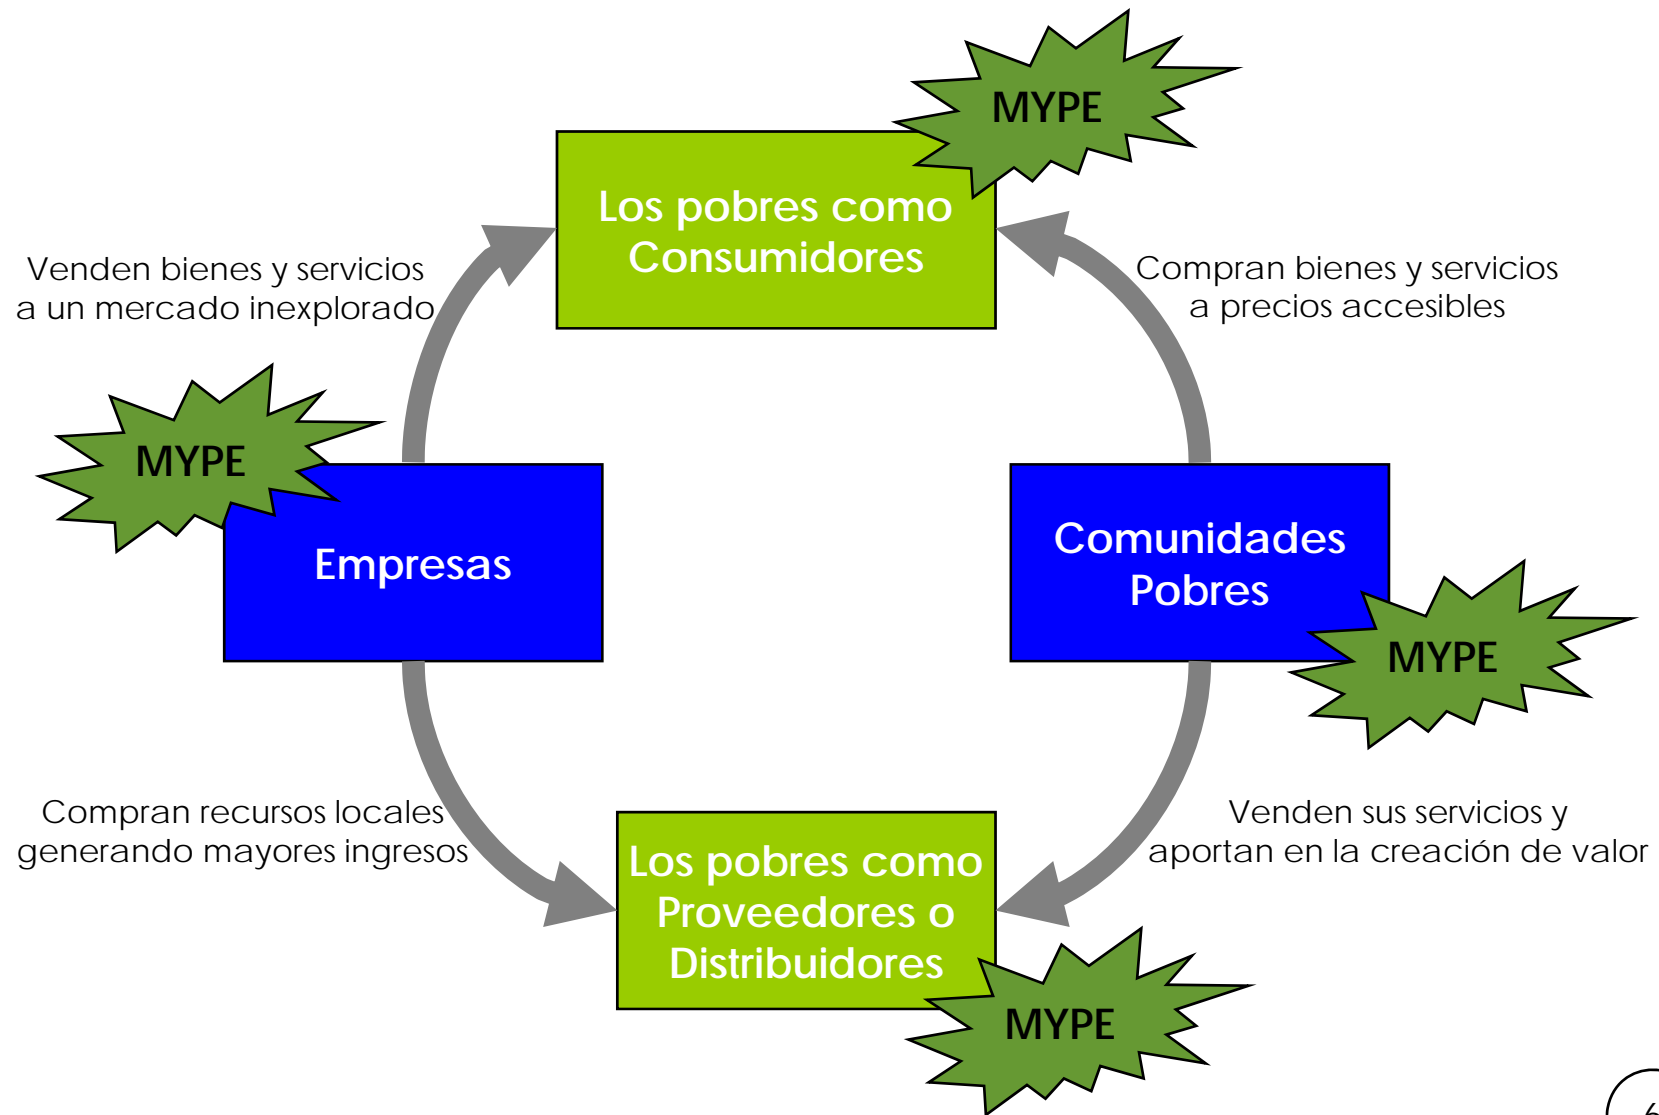 MYPE
Los pobres como
Consumidores
Venden bienes y servicios
a un mercado inexplorado
Compran bienes y servicios
a precios accesibles
MYPE
Empresas
Comunidades
Pobres
MYPE
Compran recursos locales
generando mayores ingresos
Venden sus servicios y
aportan en la creación de valor
Los pobres como
Proveedores o
Distribuidores
MYPE